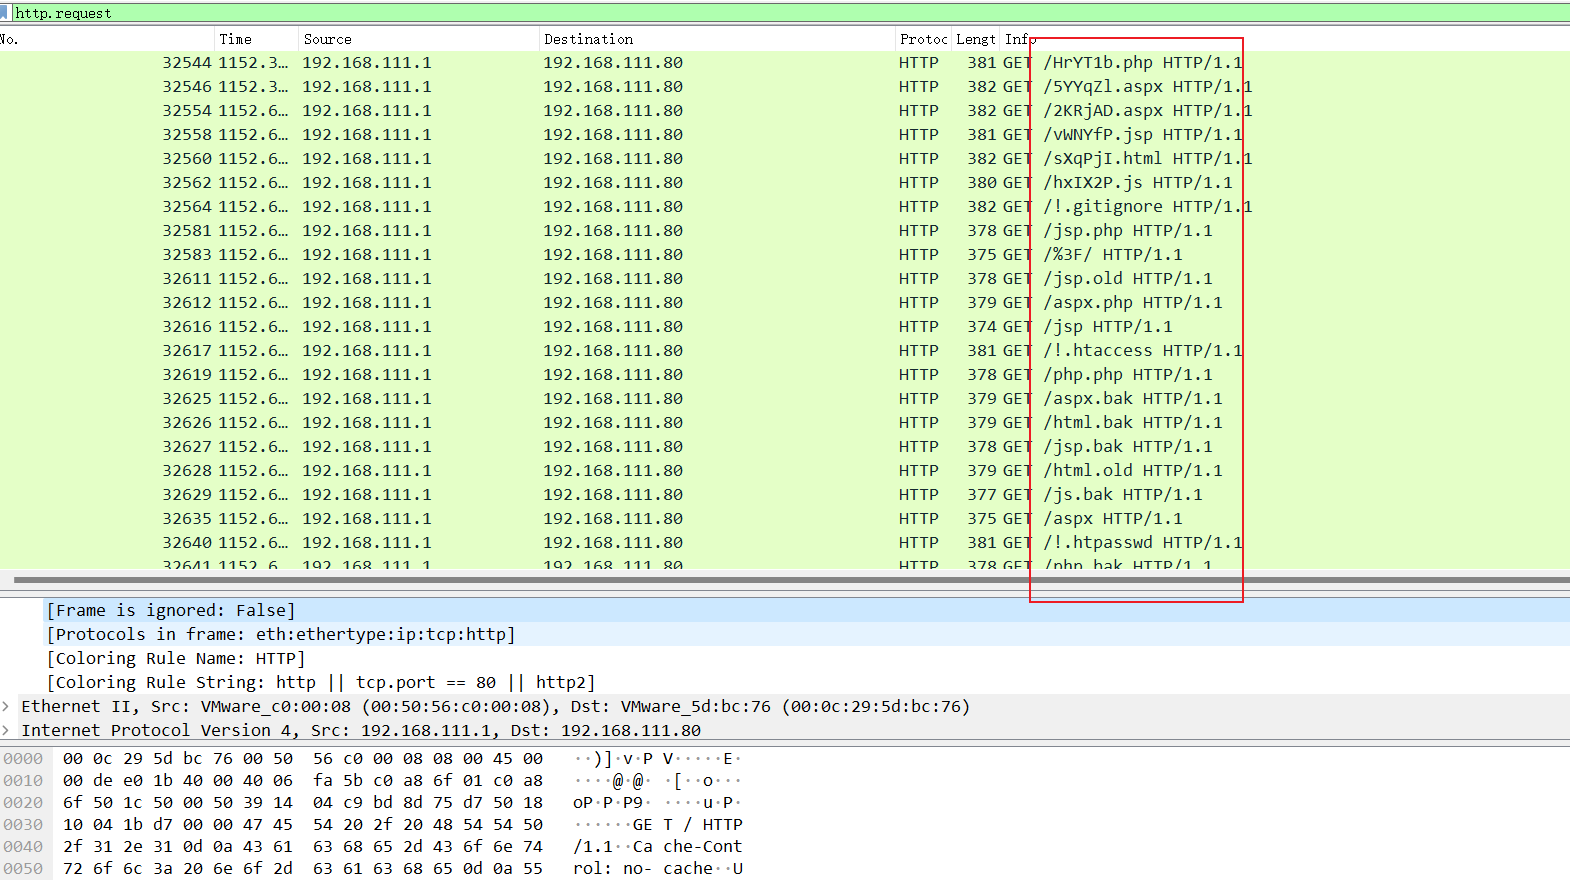 http.request
No. Time Source Destination Protoc Lengt Info
32544 1152.3… 192.168.111.1 192.168.111.80 HTTP 381 GET /HrYT1b.php HTTP/1.1
32546 1152.3… 192.168.111.1 192.168.111.80 HTTP 382 GET /5YYqZl.aspx HTTP/1.1
32554 1152.6… 192.168.111.1 192.168.111.80 HTTP 382 GET /2KRjAD.aspx HTTP/1.1
32558 1152.6… 192.168.111.1 192.168.111.80 HTTP 381 GET /vWNYfP.jsp HTTP/1.1
32560 1152.6… 192.168.111.1 192.168.111.80 HTTP 382 GET /sXqPjI.html HTTP/1.1
32562 1152.6… 192.168.111.1 192.168.111.80 HTTP 380 GET /hxIX2P.js HTTP/1.1
32564 1152.6… 192.168.111.1 192.168.111.80 HTTP 382 GET /!.gitignore HTTP/1.1
32581 1152.6… 192.168.111.1 192.168.111.80 HTTP 378 GET /jsp.php HTTP/1.1
32583 1152.6… 192.168.111.1 192.168.111.80 HTTP 375 GET /%3F/ HTTP/1.1
32611 1152.6… 192.168.111.1 192.168.111.80 HTTP 378 GET /jsp.old HTTP/1.1
32612 1152.6… 192.168.111.1 192.168.111.80 HTTP 379 GET /aspx.php HTTP/1.1
32616 1152.6… 192.168.111.1 192.168.111.80 HTTP 374 GET /jsp HTTP/1.1
32617 1152.6… 192.168.111.1 192.168.111.80 HTTP 381 GET /!.htaccess HTTP/1.1
32619 1152.6… 192.168.111.1 192.168.111.80 HTTP 378 GET /php.php HTTP/1.1
32625 1152.6… 192.168.111.1 192.168.111.80 HTTP 379 GET /aspx.bak HTTP/1.1
32626 1152.6… 192.168.111.1 192.168.111.80 HTTP 379 GET /html.bak HTTP/1.1
32627 1152.6… 192.168.111.1 192.168.111.80 HTTP 378 GET /jsp.bak HTTP/1.1
32628 1152.6… 192.168.111.1 192.168.111.80 HTTP 379 GET /html.old HTTP/1.1
32629 1152.6… 192.168.111.1 192.168.111.80 HTTP 377 GET /js.bak HTTP/1.1
32635 1152.6… 192.168.111.1 192.168.111.80 HTTP 375 GET /aspx HTTP/1.1
32640 1152.6… 192.168.111.1 192.168.111.80 HTTP 381 GET /!.htpasswd HTTP/1.1
32641 1152.6 192.168.111.1 192.168.111.80 HTTP 378 GET /php.bak HTTP/1.1
[Frame is ignored: False]
[Protocols in frame: eth:ethertype:ip:tcp:http]
[Coloring Rule Name: HTTP]
[Coloring Rule String: http || tcp.port == 80 || http2]
> Ethernet II, Src: VMware_c0:00:08 (00:50:56:c0:00:08), Dst: VMware_5d:bc:76 (00:0c:29:5d:bc:76)
> Internet Protocol Version 4, Src: 192.168.111.1, Dst: 192.168.111.80
0000 00 0c 29 5d bc 76 00 50 56 c0 00 08 08 00 45 00 ··)]·v·P V·····E·
0010 00 de e0 1b 40 00 40 06 fa 5b c0 a8 6f 01 c0 a8 ····@·@· ·[··o···
0020 6f 50 1c 50 00 50 39 14 04 c9 bd 8d 75 d7 50 18 oP·P·P9· ····u·P·
0030 10 04 1b d7 00 00 47 45 54 20 2f 20 48 54 54 50 ······GE T / HTTP
0040 2f 31 2e 31 0d 0a 43 61 63 68 65 2d 43 6f 6e 74 /1.1··Ca che-Cont
0050 72 6f 6c 3a 20 6e 6f 2d 63 61 63 68 65 0d 0a 55 rol: no- cache··U